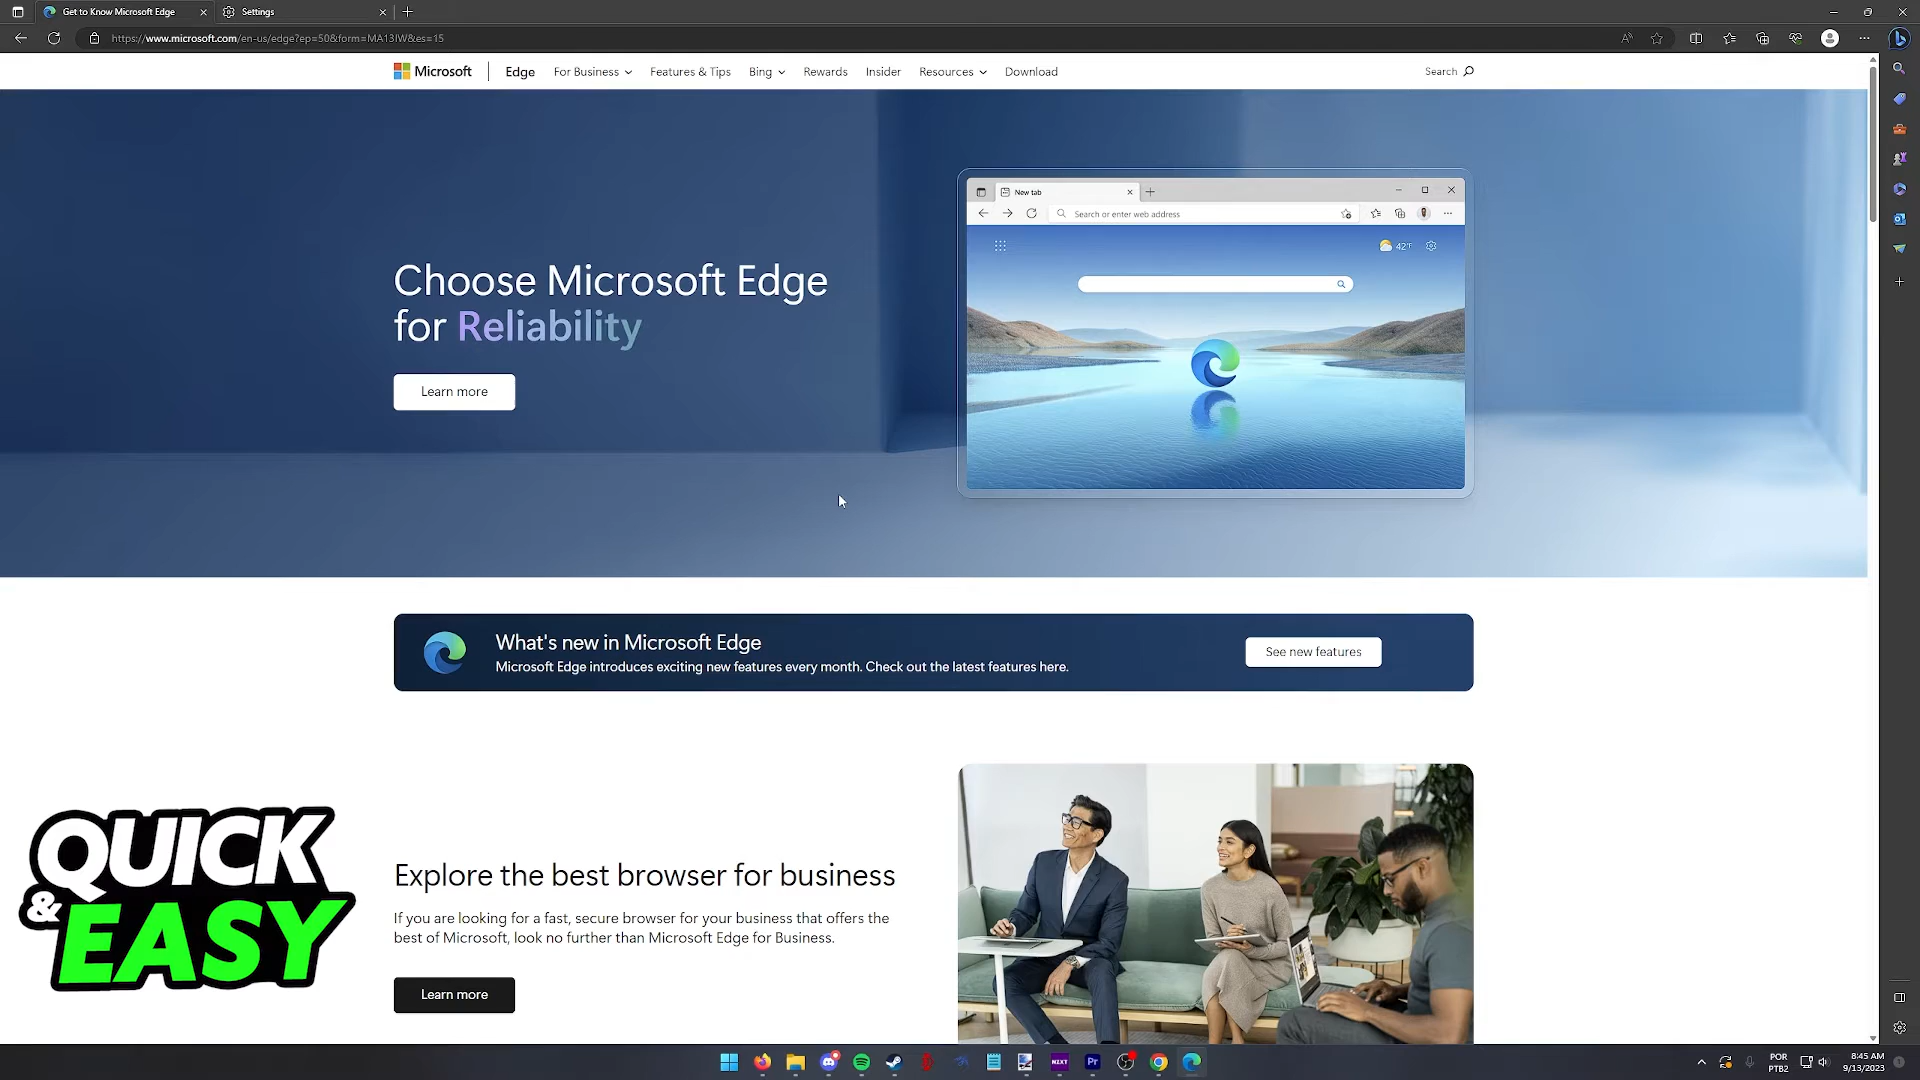 Get to Know Microsoft Edge
Settings
https://www.microsoft.com/en-us/edge?ep=50&form=MA13IW&es=15
Microsoft
Edge
For Business
Features & Tips
Bing
Rewards
Insider
Resources
Download
Search
New tab
Search or enter web address
42°F
Choose Microsoft Edge
for Reliability
Learn more
What's new in Microsoft Edge
Microsoft Edge introduces exciting new features every month. Check out the latest features here.
See new features
Explore the best browser for business
If you are looking for a fast, secure browser for your business that offers the
best of Microsoft, look no further than Microsoft Edge for Business.
Learn more
QUICK
& EASY
NZXT
Pr
POR
PTB2
8:45 AM
9/13/2023